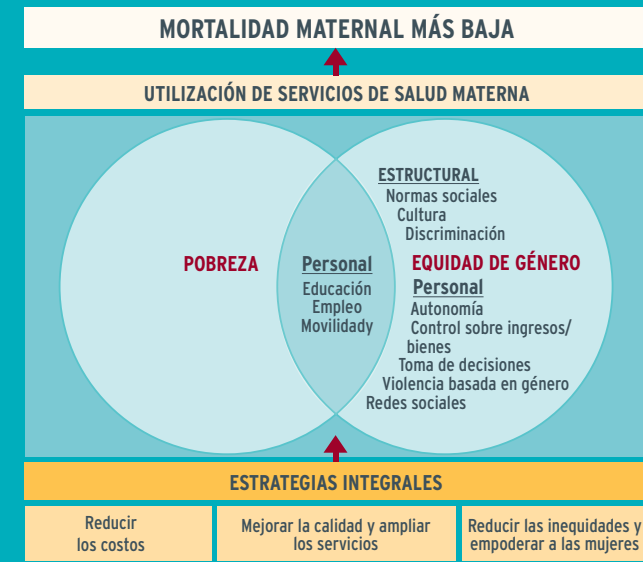 MORTALIDAD MATERNAL MÁS BAJA
UTILIZACIÓN DE SERVICIOS DE SALUD MATERNA
POBREZA
Personal
Educación
Empleo
Movilidady
ESTRUCTURAL
Normas sociales
Cultura
Discriminación
EQUIDAD DE GÉNERO
Personal
Autonomía
Control sobre ingresos/
bienes
Toma de decisiones
Violencia basada en género
Redes sociales
ESTRATEGIAS INTEGRALES
Reducir
los costos
Mejorar la calidad y ampliar
los servicios
Reducir las inequidades y
empoderar a las mujeres